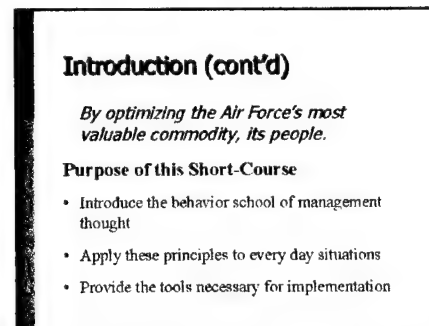 Introduction (cont'd)
By optimizing the Air Force's most
valuable commodity, its people.
Purpose of this Short-Course
• Introduce the behavior school of management
thought
• Apply these principles to every day situations
• Provide the tools necessary for implementation